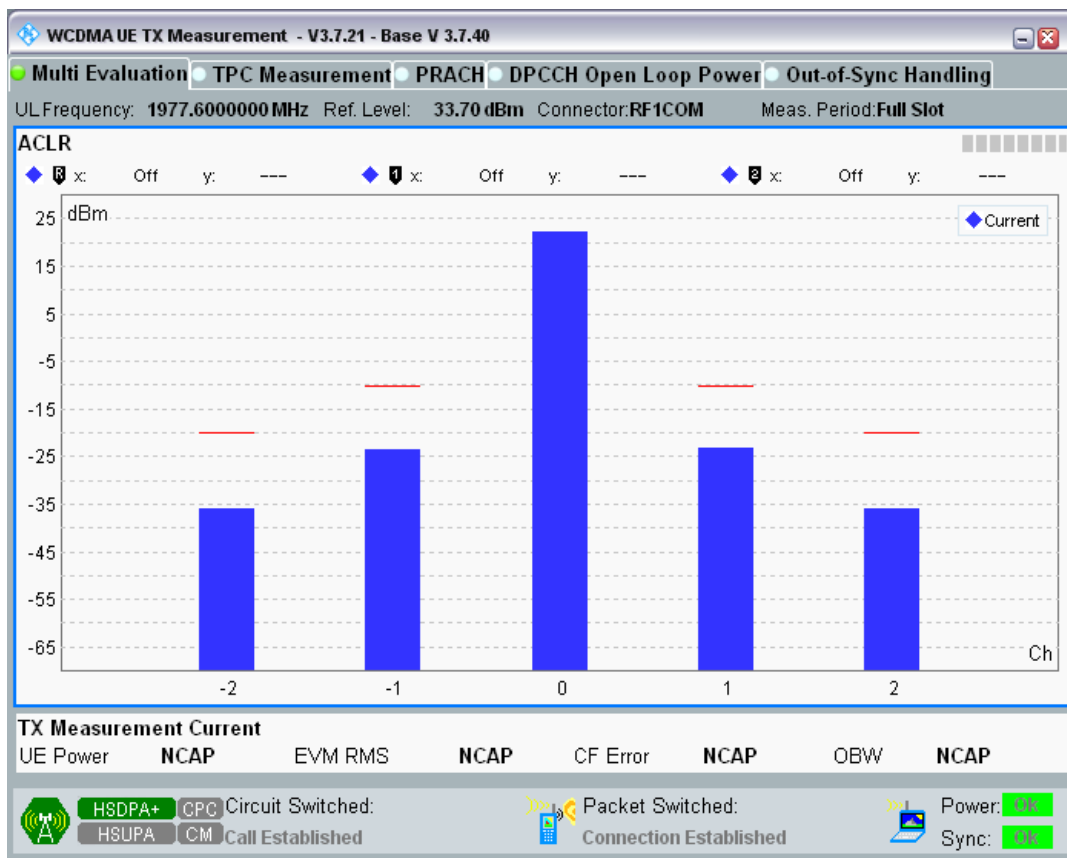 WCDMA UE TX Measurement - V3.7.21 - Base V 3.7.40
Multi Evaluation TPC Measurement PRACH DPCCH Open Loop Power Out-of-Sync Handling
UL Frequency: 1977.6000000 MHz Ref. Level: 33.70 dBm Connector:RF1COM Meas. Period:Full Slot
ACLR
R x: Off y: --- 1 x: Off y: --- 2 x: Off y: ---
dBm
Current
25
15
5
-5
-15
-25
-35
-45
-55
-65
Ch
-2 -1 0 1 2
TX Measurement Current
UE Power NCAP EVM RMS NCAP CF Error NCAP OBW NCAP
HSDPA+ CPC Circuit Switched: Packet Switched: Power: OK
HSUPA CM Call Established Connection Established Sync: OK